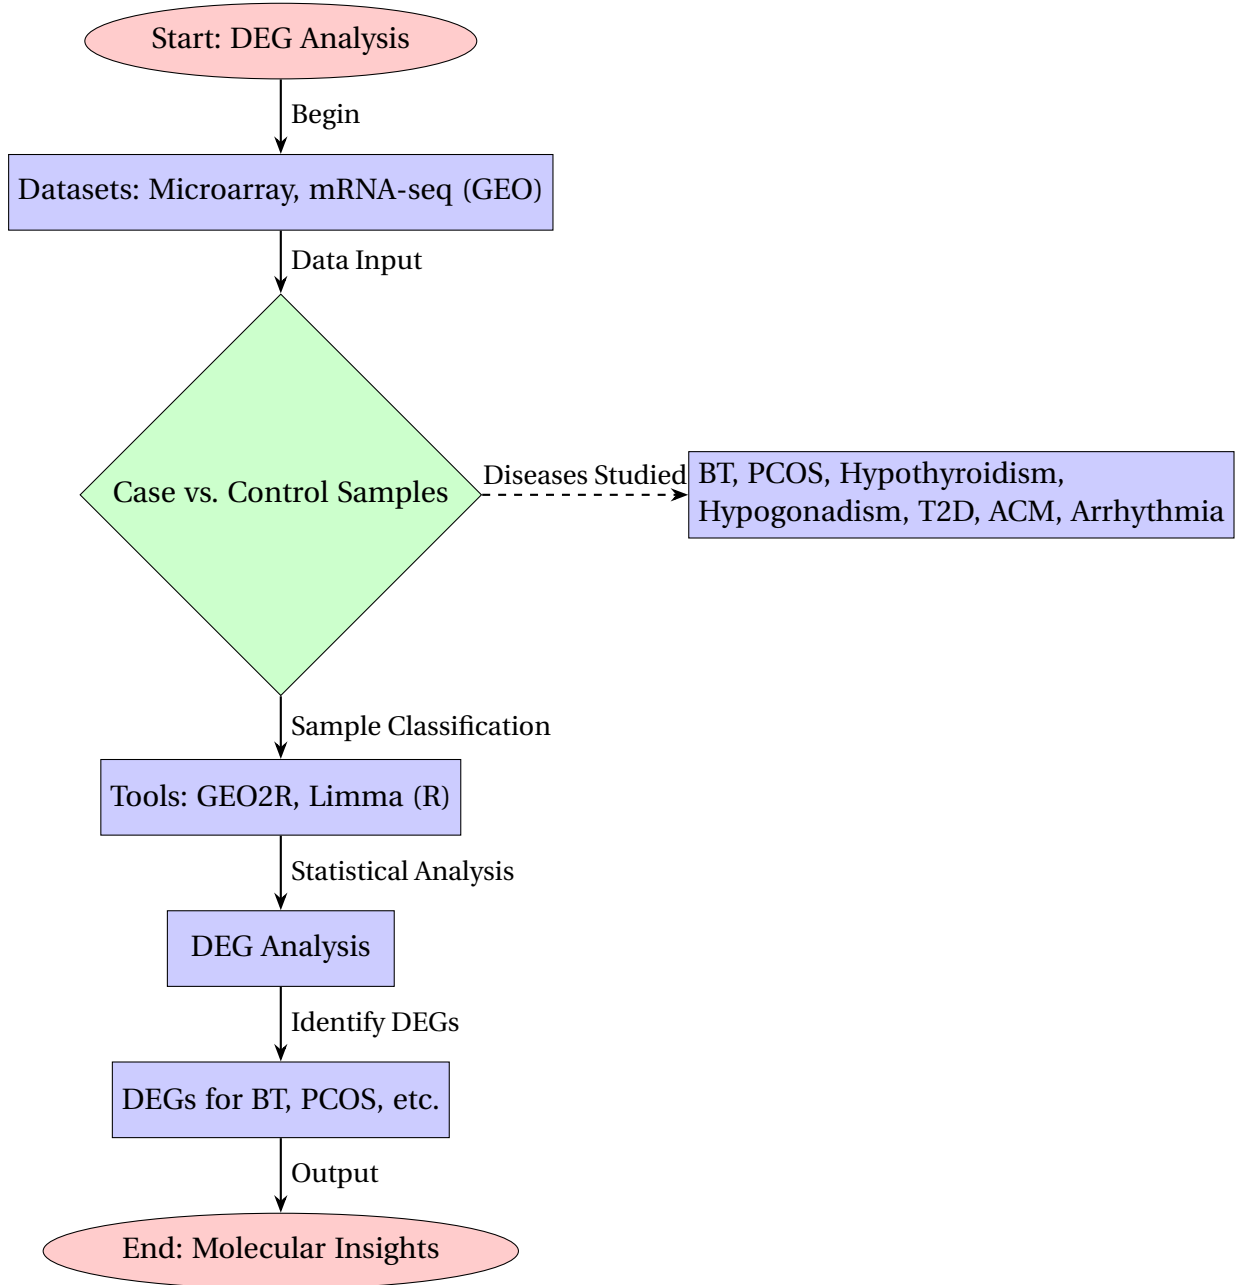 Start: DEG Analysis
Begin
Datasets: Microarray, mRNA-seq (GEO)
Data Input
Case vs. Control Samples
Diseases Studied
BT, PCOS, Hypothyroidism,
Hypogonadism, T2D, ACM, Arrhythmia
Sample Classification
Tools: GEO2R, Limma (R)
Statistical Analysis
DEG Analysis
Identify DEGs
DEGs for BT, PCOS, etc.
Output
End: Molecular Insights